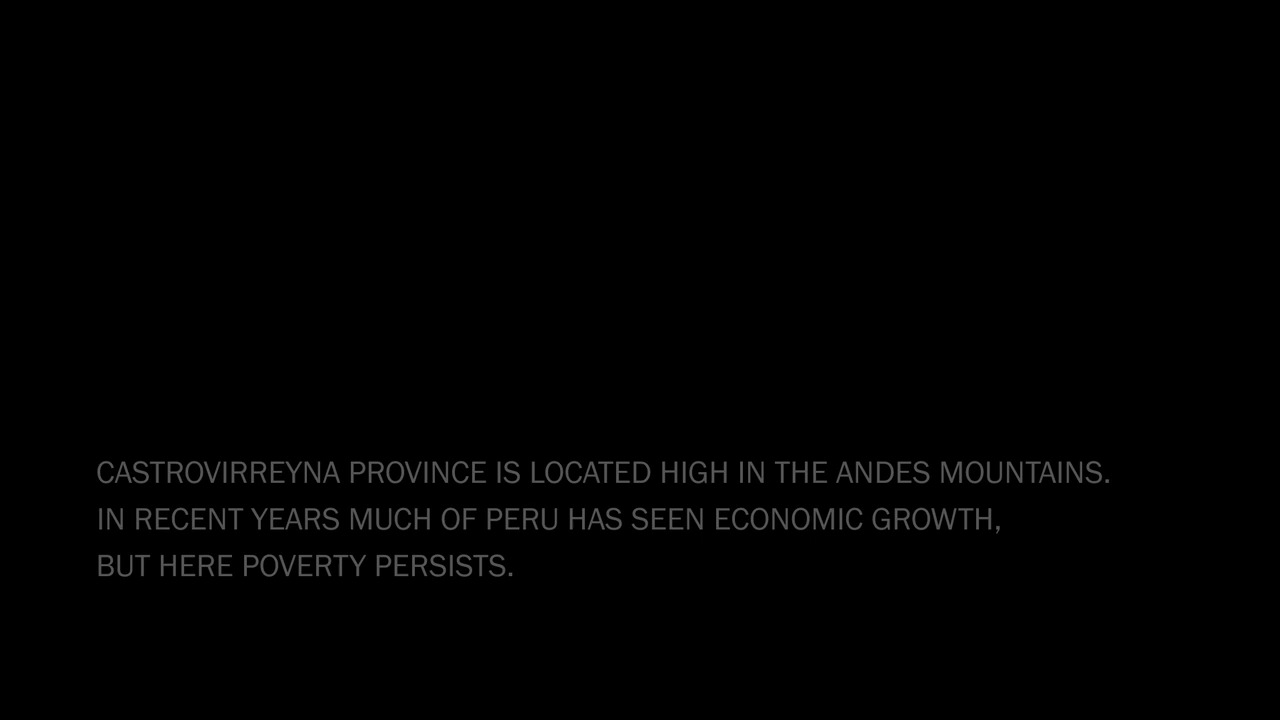 CASTROVIRREYNA PROVINCE IS LOCATED HIGH IN THE ANDES MOUNTAINS.
IN RECENT YEARS MUCH OF PERU HAS SEEN ECONOMIC GROWTH,
BUT HERE POVERTY PERSISTS.